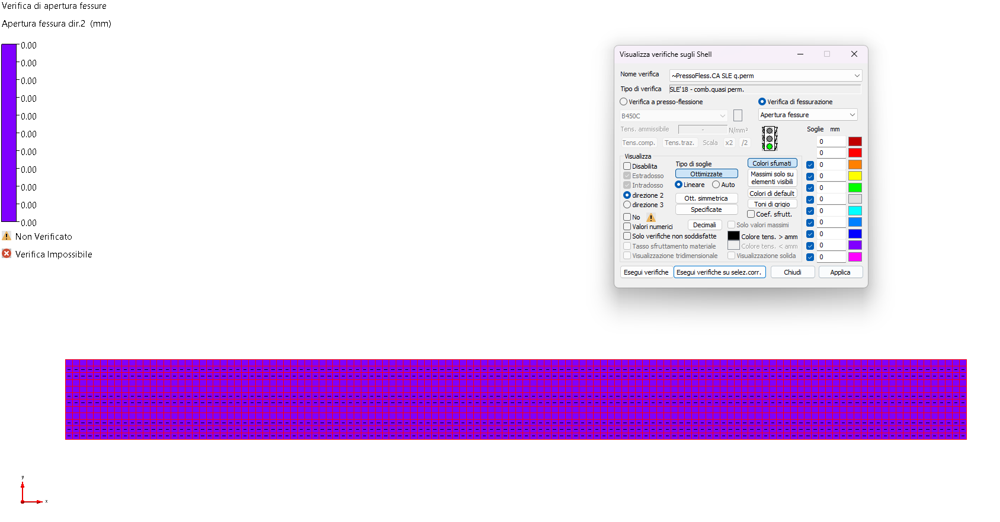 Verifica di apertura fessure
Apertura fessura dir.2 (mm)
0.00
0.00
0.00
0.00
0.00
0.00
0.00
0.00
0.00
0.00
0.00
Non Verificato
Verifica Impossibile
Visualizza verifiche sugli Shell
Nome verifica ~PressoFless.CA SLE q.perm
Tipo di verifica SLE'18 - comb.quasi perm.
Verifica a presso-flessione Verifica di fessurazione
B450C Apertura fessure
Tens. ammissibile - N/mm² Soglie mm
Tens.comp. Tens.traz. Scala x2 /2
0
0
0
0
0
0
0
0
0
0
0
Visualizza
Disabilita
Estradosso
Intradosso
direzione 2
direzione 3
No
Valori numerici
Solo verifiche non soddisfatte
Tasso sfruttamento materiale
Visualizzazione tridimensionale
Tipo di soglie
Ottimizzate
Lineare Auto
Ott. simmetrica
Specificate
Decimali
Colori sfumati
Massimi solo su
elementi visibili
Colori di default
Toni di grigio
Coef. sfrutt.
Solo valori massimi
Colore tens. > amm
Colore tens. < amm
Visualizzazione solida
Esegui verifiche Esegui verifiche su selez.corr. Chiudi Applica
y
x